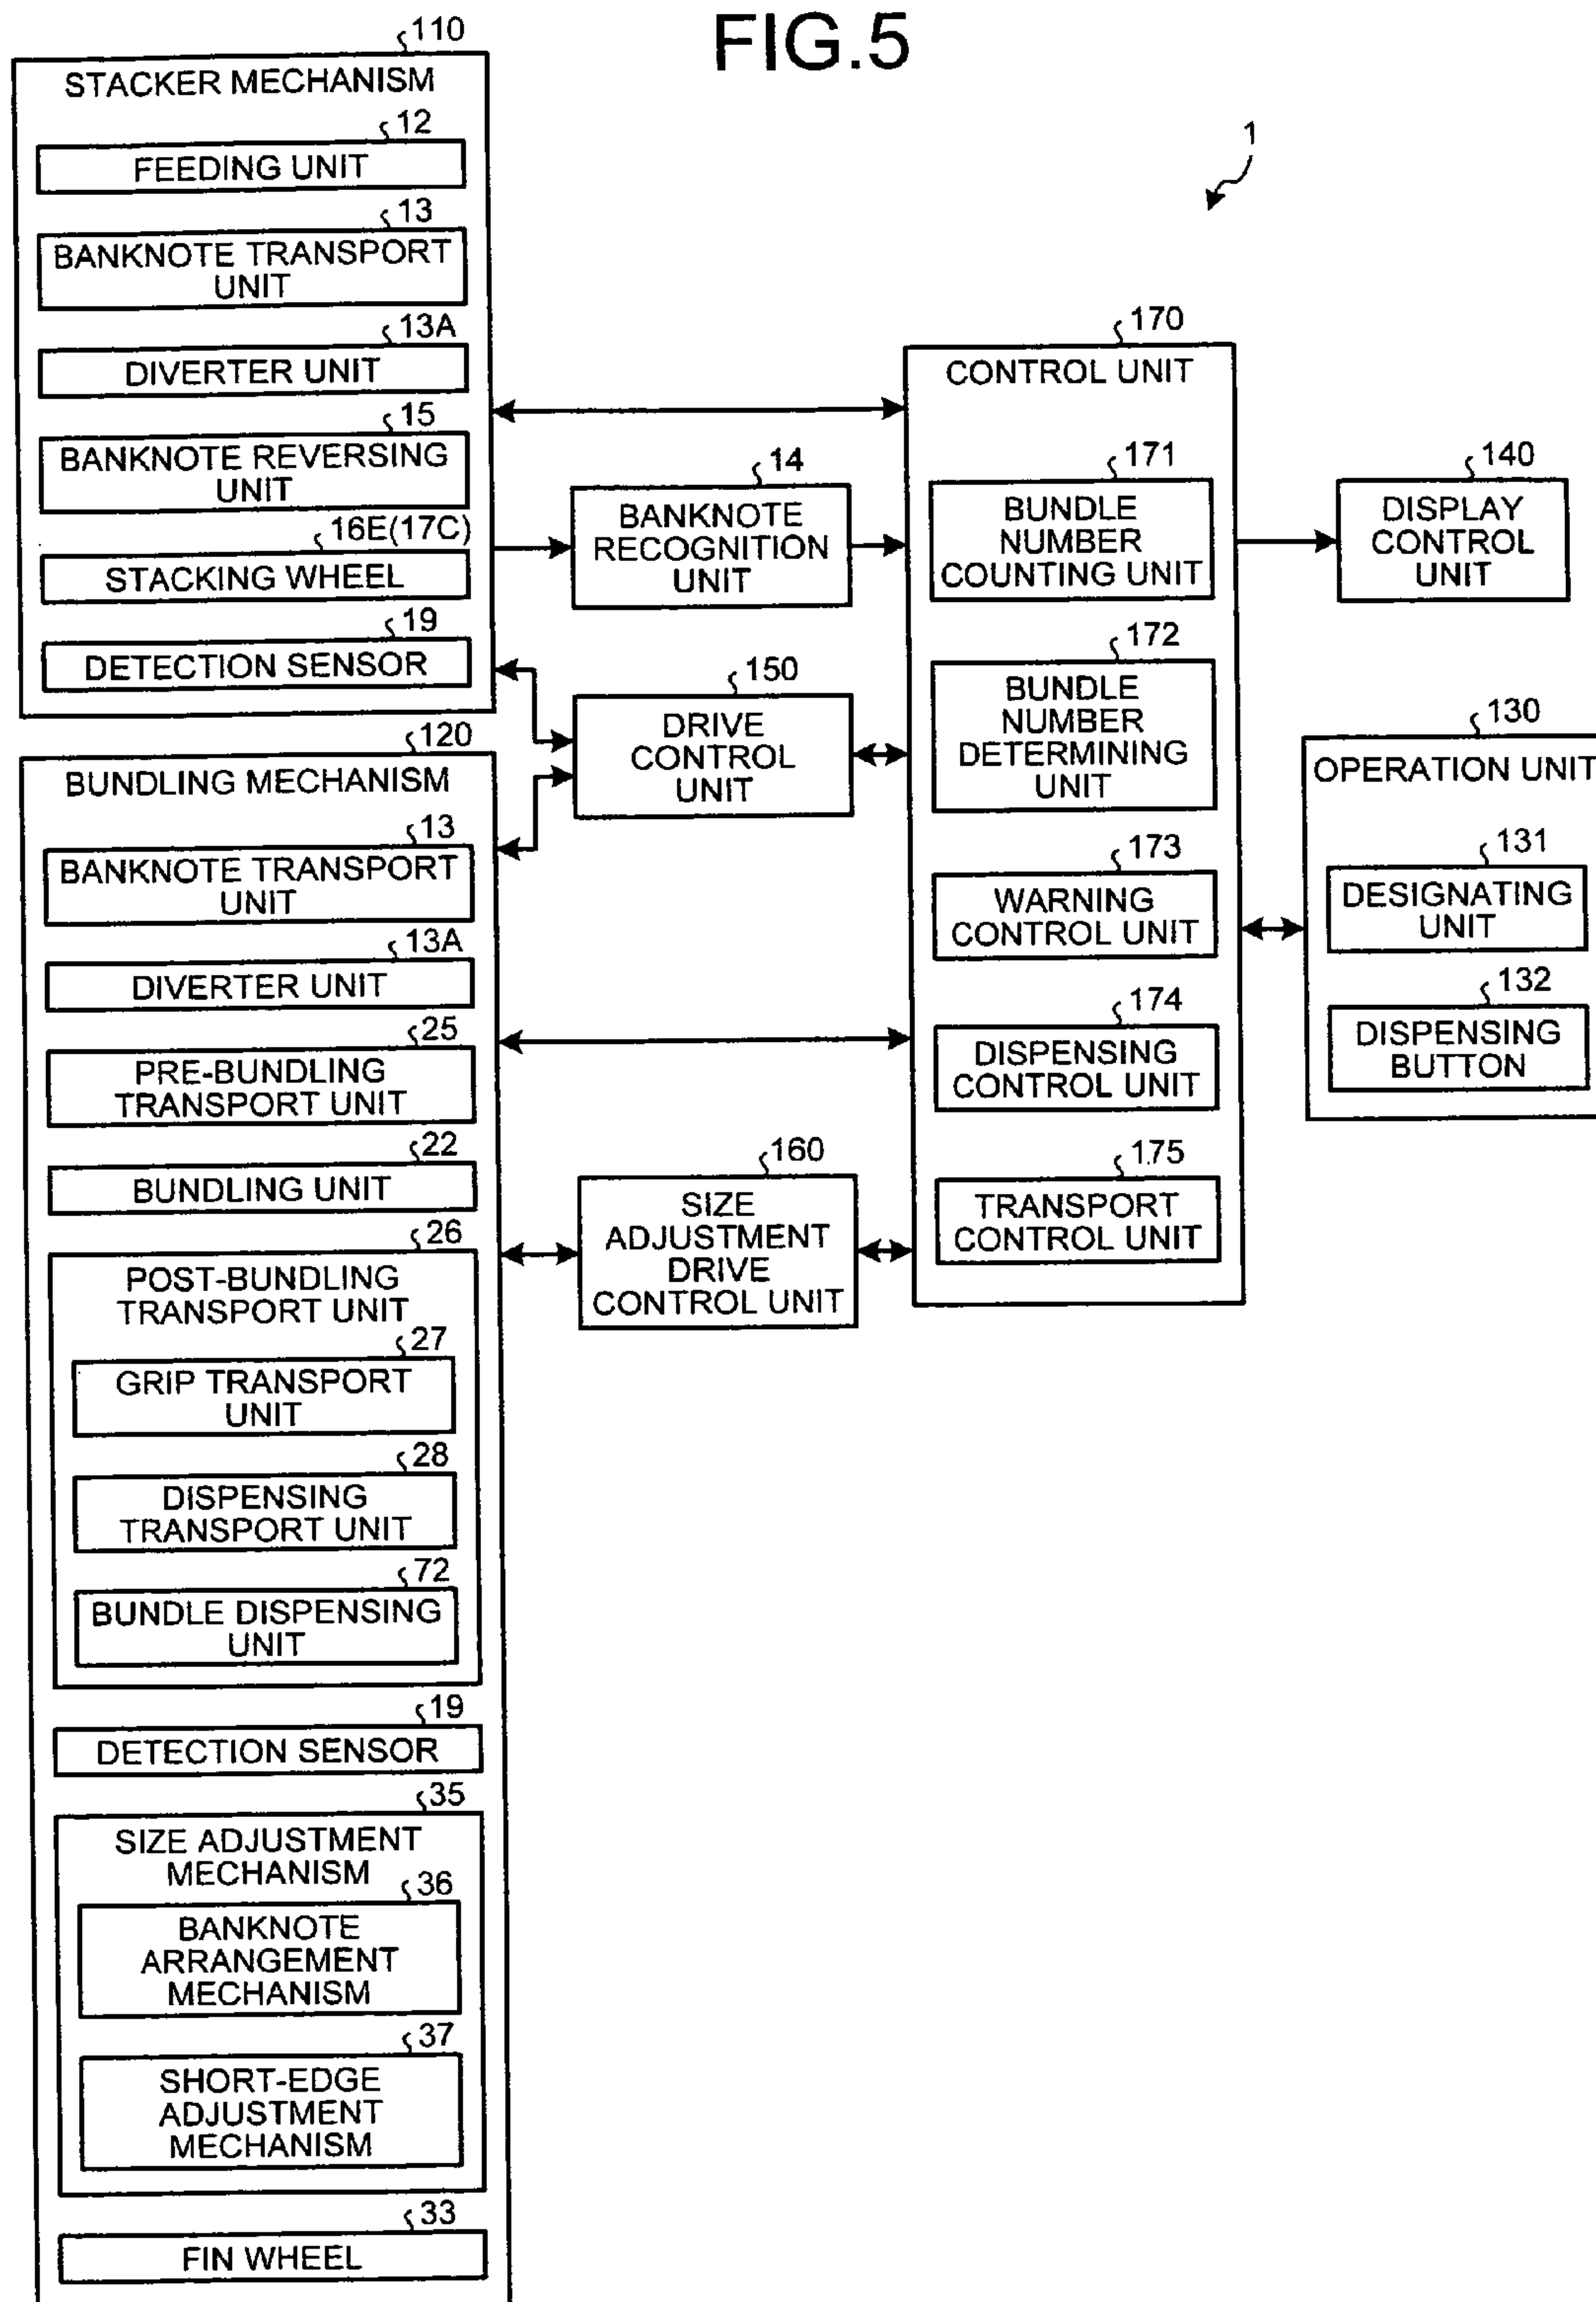 FIG.5
1
110
STACKER MECHANISM
12
FEEDING UNIT
13
BANKNOTE TRANSPORT
UNIT
13A
DIVERTER UNIT
15
BANKNOTE REVERSING
UNIT
16E(17C)
STACKING WHEEL
19
DETECTION SENSOR
120
BUNDLING MECHANISM
13
BANKNOTE TRANSPORT
UNIT
13A
DIVERTER UNIT
25
PRE-BUNDLING
TRANSPORT UNIT
22
BUNDLING UNIT
26
POST-BUNDLING
TRANSPORT UNIT
27
GRIP TRANSPORT
UNIT
28
DISPENSING
TRANSPORT UNIT
72
BUNDLE DISPENSING
UNIT
19
DETECTION SENSOR
35
SIZE ADJUSTMENT
MECHANISM
36
BANKNOTE
ARRANGEMENT
MECHANISM
37
SHORT-EDGE
ADJUSTMENT
MECHANISM
33
FIN WHEEL
14
BANKNOTE
RECOGNITION
UNIT
150
DRIVE
CONTROL
UNIT
160
SIZE
ADJUSTMENT
DRIVE
CONTROL UNIT
170
CONTROL UNIT
171
BUNDLE
NUMBER
COUNTING UNIT
172
BUNDLE
NUMBER
DETERMINING
UNIT
173
WARNING
CONTROL UNIT
174
DISPENSING
CONTROL UNIT
175
TRANSPORT
CONTROL UNIT
140
DISPLAY
CONTROL
UNIT
130
OPERATION UNIT
131
DESIGNATING
UNIT
132
DISPENSING
BUTTON